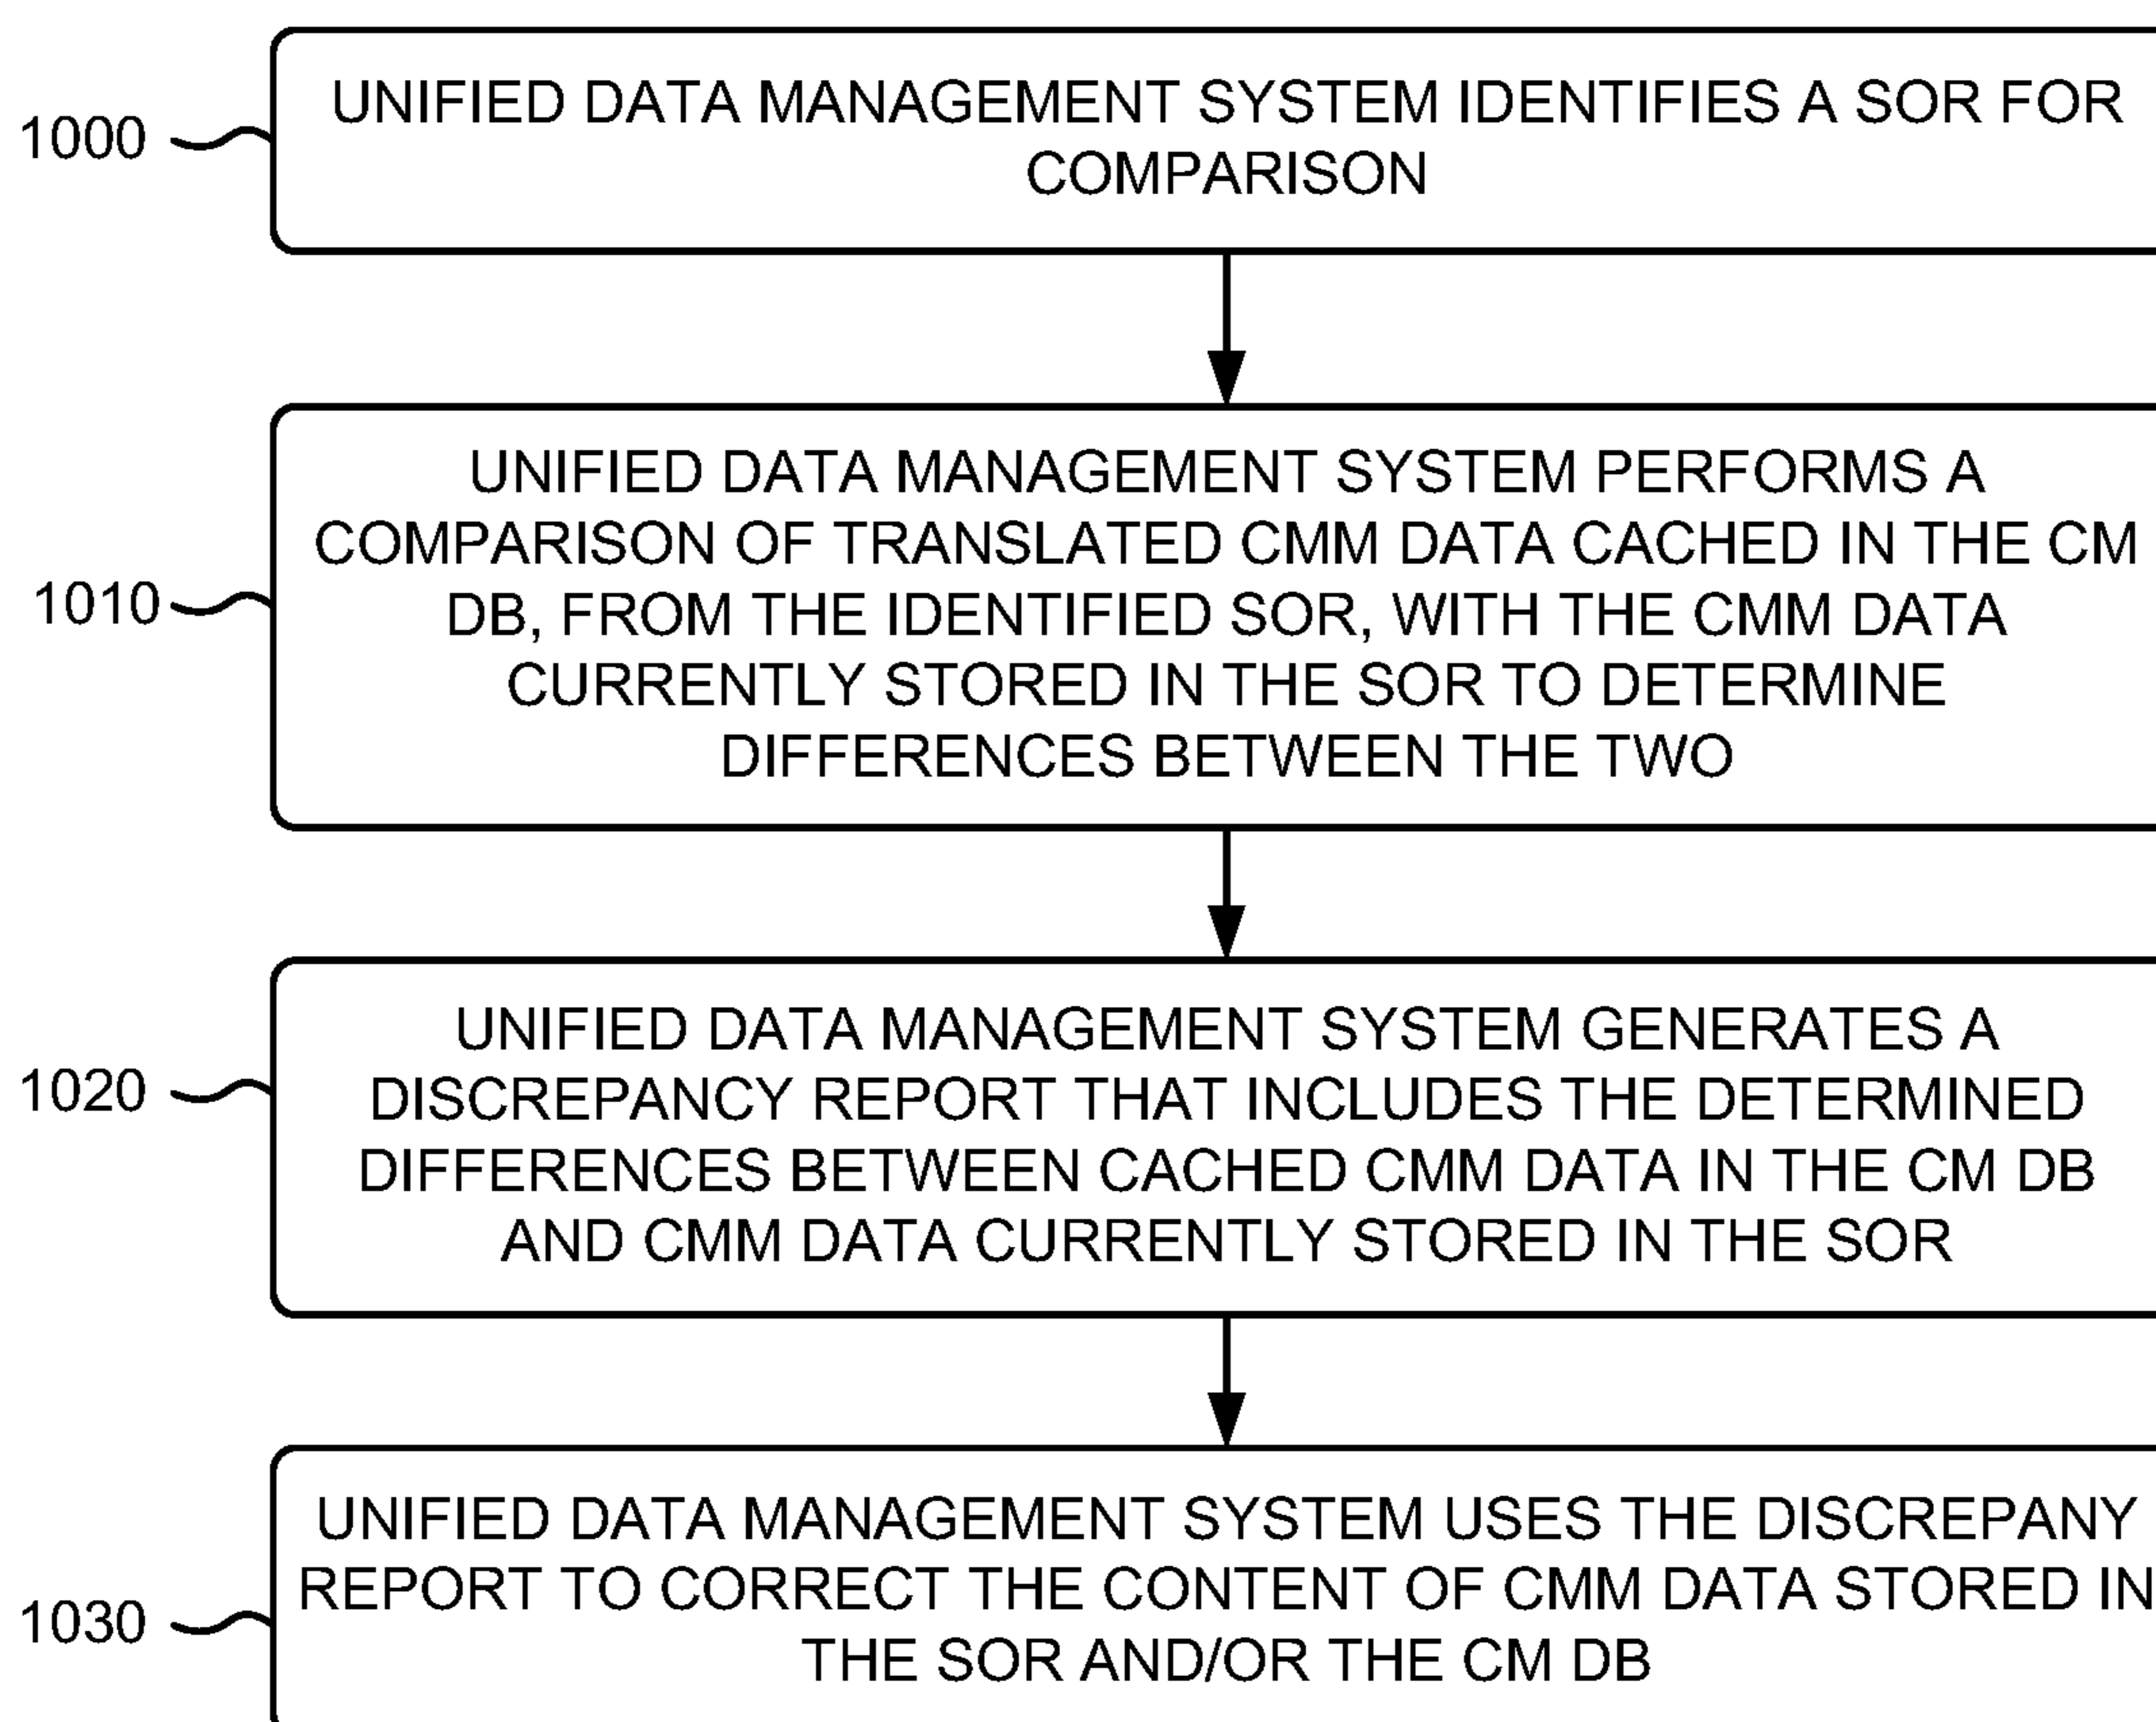 UNIFIED DATA MANAGEMENT SYSTEM IDENTIFIES A SOR FOR
COMPARISON
1000
UNIFIED DATA MANAGEMENT SYSTEM PERFORMS A
COMPARISON OF TRANSLATED CMM DATA CACHED IN THE CM
DB, FROM THE IDENTIFIED SOR, WITH THE CMM DATA
CURRENTLY STORED IN THE SOR TO DETERMINE
DIFFERENCES BETWEEN THE TWO
1010
UNIFIED DATA MANAGEMENT SYSTEM GENERATES A
DISCREPANCY REPORT THAT INCLUDES THE DETERMINED
DIFFERENCES BETWEEN CACHED CMM DATA IN THE CM DB
AND CMM DATA CURRENTLY STORED IN THE SOR
1020
UNIFIED DATA MANAGEMENT SYSTEM USES THE DISCREPANY
REPORT TO CORRECT THE CONTENT OF CMM DATA STORED IN
THE SOR AND/OR THE CM DB
1030